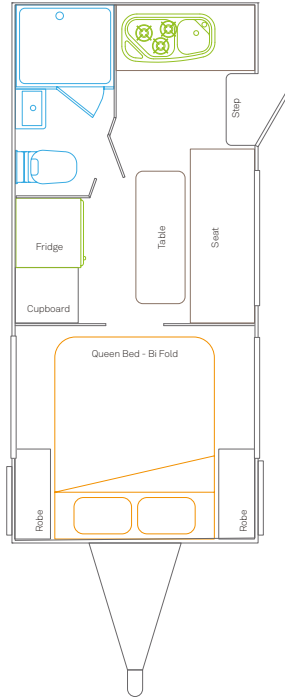 Step
Table
Seat
Fridge
Cupboard
Queen Bed - Bi Fold
Robe
Robe